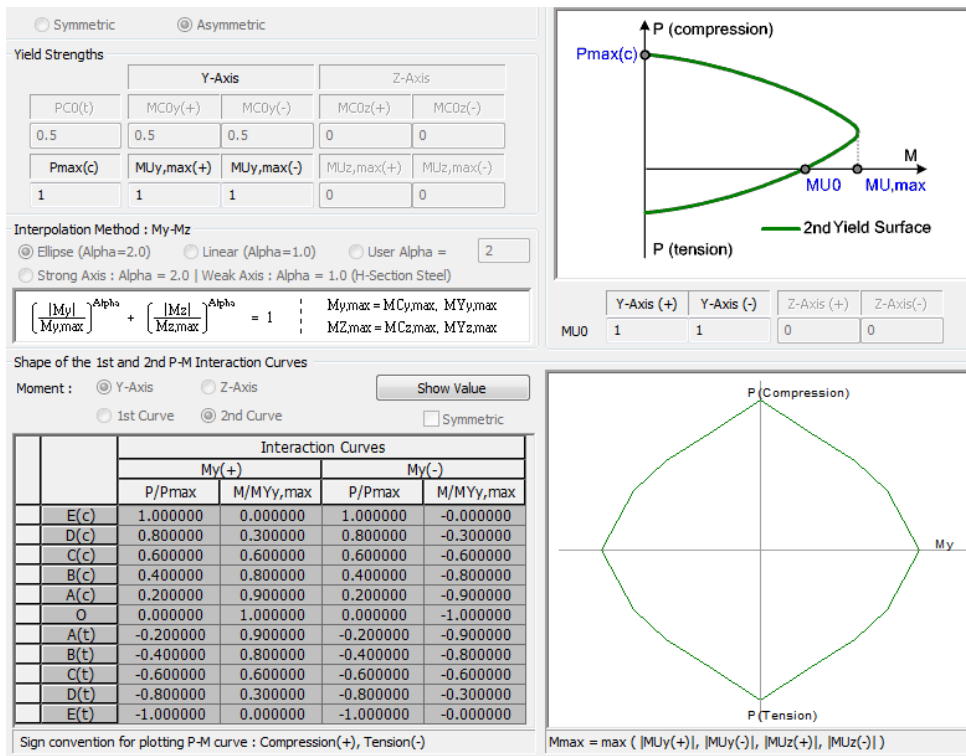 Symmetric Asymmetric
Yield Strengths
Y-Axis Z-Axis
PC0(t) MC0y(+) MC0y(-) MC0z(+) MC0z(-)
0.5 0.5 0.5 0 0
Pmax(c) MUy,max(+) MUy,max(-) MUz,max(+) MUz,max(-)
1 1 1 0 0
Interpolation Method : My-Mz
Ellipse (Alpha=2.0) Linear (Alpha=1.0) User Alpha = 2
Strong Axis : Alpha = 2.0 | Weak Axis : Alpha = 1.0 (H-Section Steel)
(|My|/My,max)^Alpha + (|Mz|/Mz,max)^Alpha = 1
My,max = MCy,max, MYy,max
MZ,max = MCz,max, MYz,max
P (compression)
Pmax(c)
M
MU0 MU,max
2nd Yield Surface
P (tension)
Y-Axis (+) Y-Axis (-) Z-Axis (+) Z-Axis(-)
MU0 1 1 0 0
Shape of the 1st and 2nd P-M Interaction Curves
Moment : Y-Axis Z-Axis Show Value
1st Curve 2nd Curve Symmetric
Interaction Curves
My(+) My(-)
P/Pmax M/MYy,max P/Pmax M/MYy,max
E(c) 1.000000 0.000000 1.000000 -0.000000
D(c) 0.800000 0.300000 0.800000 -0.300000
C(c) 0.600000 0.600000 0.600000 -0.600000
B(c) 0.400000 0.800000 0.400000 -0.800000
A(c) 0.200000 0.900000 0.200000 -0.900000
O 0.000000 1.000000 0.000000 -1.000000
A(t) -0.200000 0.900000 -0.200000 -0.900000
B(t) -0.400000 0.800000 -0.400000 -0.800000
C(t) -0.600000 0.600000 -0.600000 -0.600000
D(t) -0.800000 0.300000 -0.800000 -0.300000
E(t) -1.000000 0.000000 -1.000000 -0.000000
Sign convention for plotting P-M curve : Compression(+), Tension(-)
P(Compression)
My
P(Tension)
Mmax = max ( |MUy(+)|, |MUy(-)|, |MUz(+)|, |MUz(-)| )